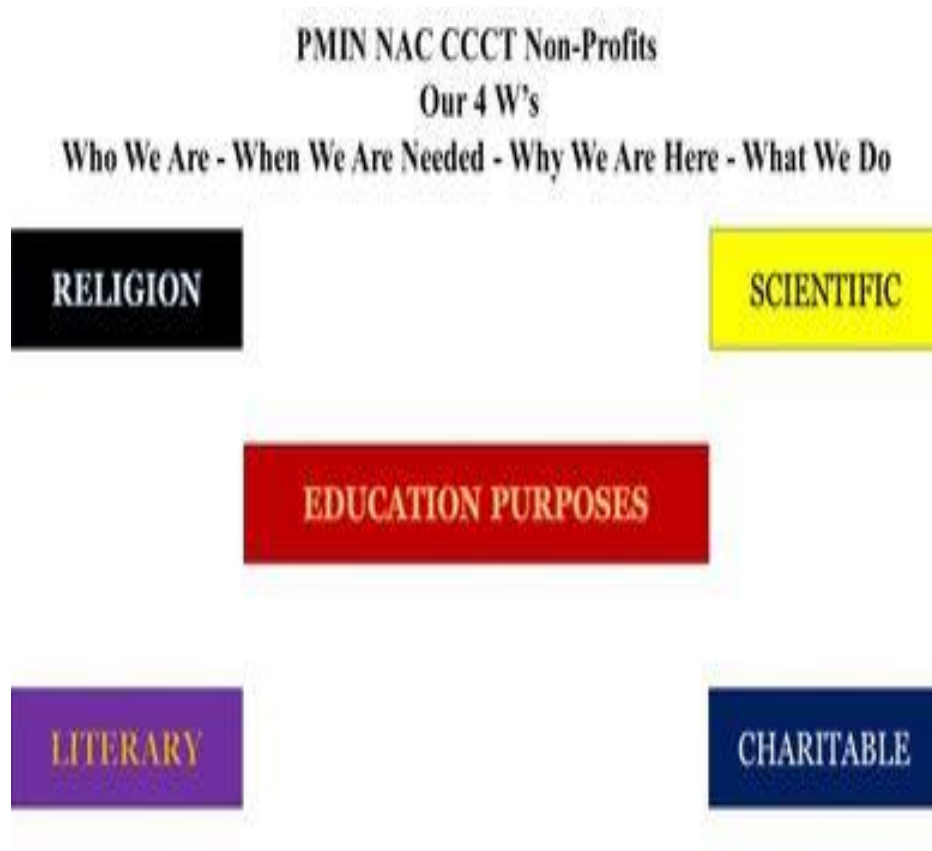 PMIN NAC CCCT Non-Profits
Our 4 W's
Who We Are - When We Are Needed - Why We Are Here - What We Do
RELIGION
SCIENTIFIC
EDUCATION PURPOSES
LITERARY
CHARITABLE